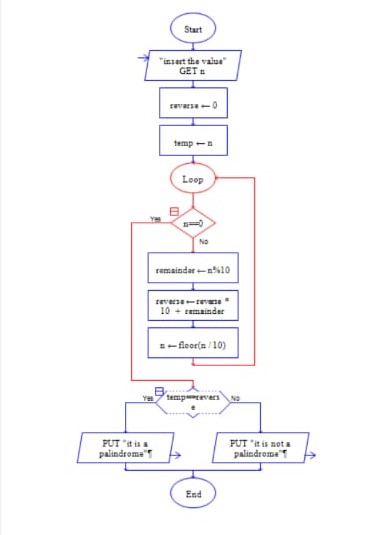 Start
"insert the value"
GET n
reverse ← 0
temp ← n
Loop
Yes
n==0
No
remainder ← n%10
reverse ← reverse *
10 + remainder
n ← floor(n / 10)
Yes
temp==revers
e
No
PUT "it is a
palindrome"¶
PUT "it is not a
palindrome"¶
End